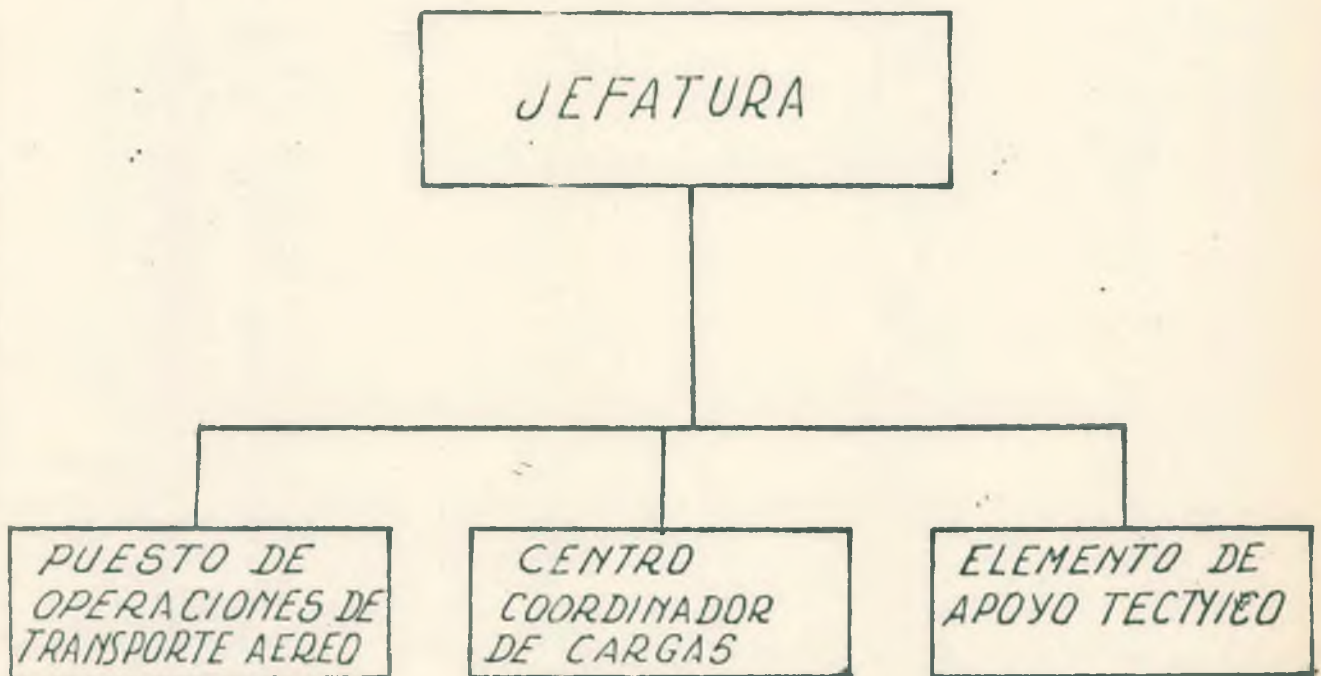 JEFATURA
PUESTO DE
OPERACIONES DE
TRANSPORTE AEREO
CENTRO
COORDINADOR
DE CARGAS
ELEMENTO DE
APOYO